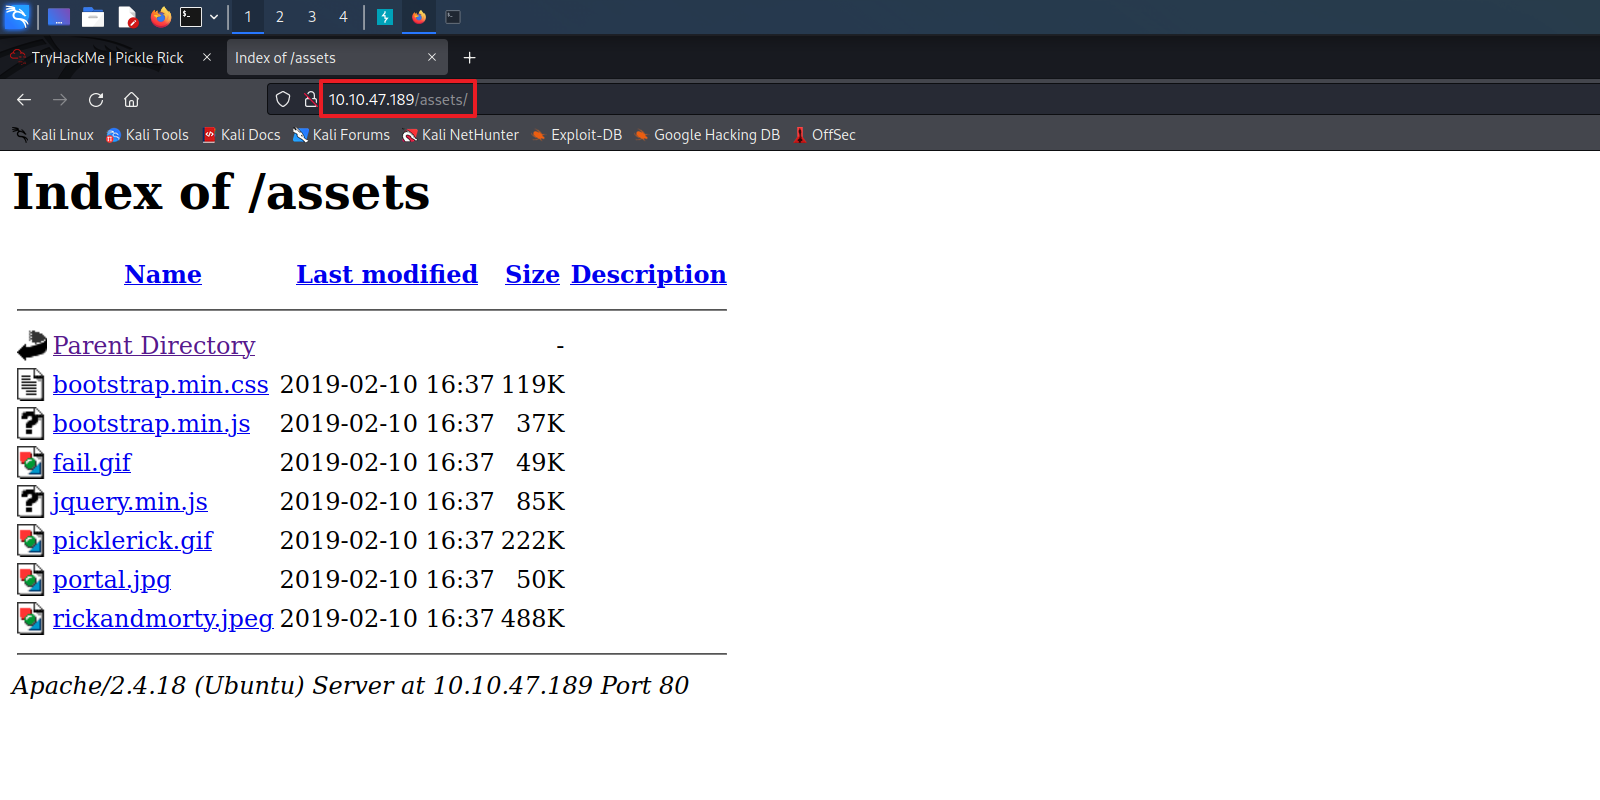 1 2 3 4
TryHackMe | Pickle Rick Index of /assets
10.10.47.189/assets/
Kali Linux Kali Tools Kali Docs Kali Forums Kali NetHunter Exploit-DB Google Hacking DB OffSec
Index of /assets
Name Last modified Size Description
Parent Directory -
bootstrap.min.css 2019-02-10 16:37 119K
bootstrap.min.js 2019-02-10 16:37 37K
fail.gif 2019-02-10 16:37 49K
jquery.min.js 2019-02-10 16:37 85K
picklerick.gif 2019-02-10 16:37 222K
portal.jpg 2019-02-10 16:37 50K
rickandmorty.jpeg 2019-02-10 16:37 488K
Apache/2.4.18 (Ubuntu) Server at 10.10.47.189 Port 80